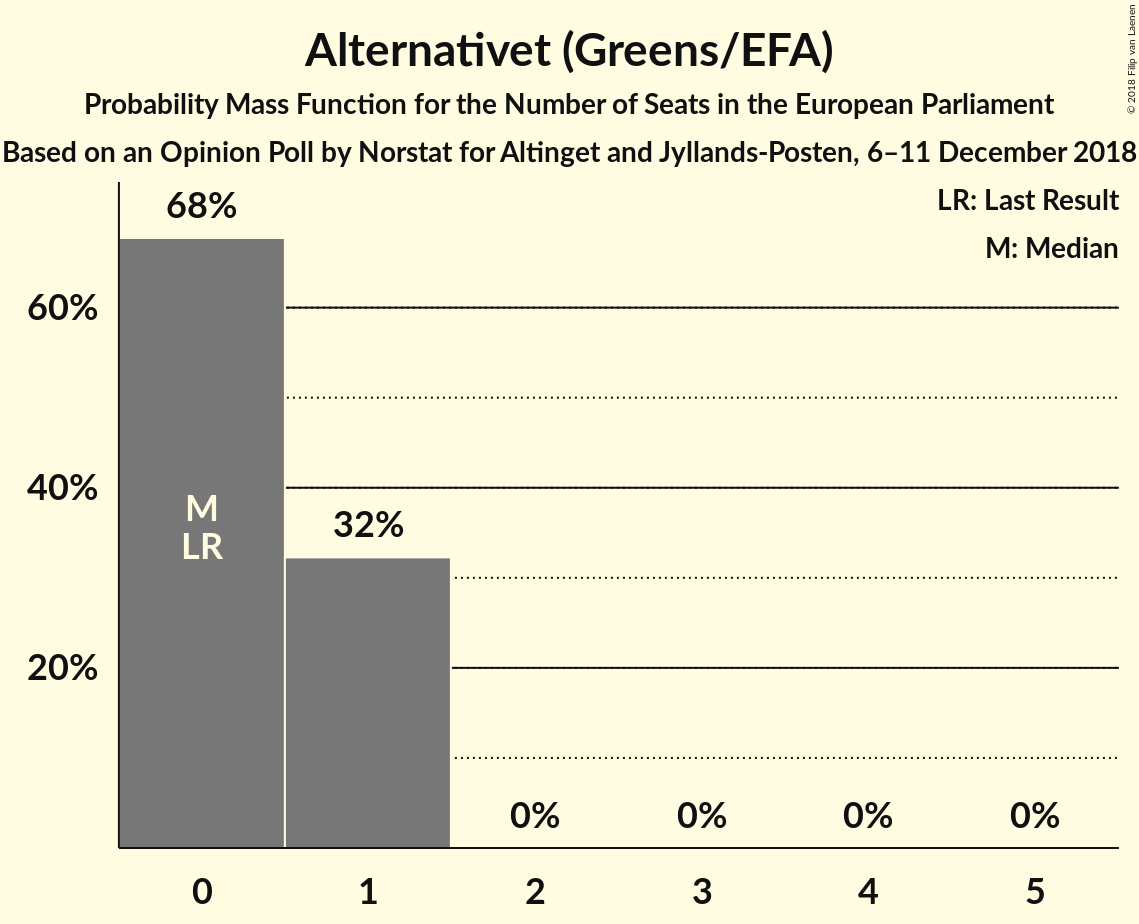 Alternativet (Greens/EFA)
Probability Mass Function for the Number of Seats in the European Parliament
Based on an Opinion Poll by Norstat for Altinget and Jyllands-Posten, 6–11 December 2018
© 2018 Filip van Laenen
LR: Last Result
M: Median
68%
60%
40%
20%
M
LR
32%
0%
0%
0%
0%
0
1
2
3
4
5